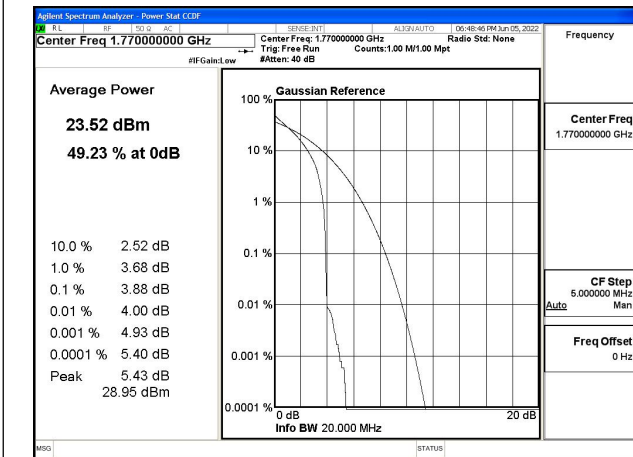 Agilent Spectrum Analyzer - Power Stat CCDF
LXI RL RF 50 Ω AC SENSE:INT ALIGNAUTO 06:48:46 PM Jun 05, 2022
Center Freq 1.770000000 GHz
Center Freq: 1.770000000 GHz Radio Std: None
Trig: Free Run Counts:1.00 M/1.00 Mpt
#IFGain:Low #Atten: 40 dB
Frequency
Average Power
23.52 dBm
49.23 % at 0dB
10.0 % 2.52 dB
1.0 % 3.68 dB
0.1 % 3.88 dB
0.01 % 4.00 dB
0.001 % 4.93 dB
0.0001 % 5.40 dB
Peak 5.43 dB
28.95 dBm
Gaussian Reference
100 %
10 %
1 %
0.1 %
0.01 %
0.001 %
0.0001 %
0 dB 20 dB
Info BW 20.000 MHz
Center Freq
1.770000000 GHz
CF Step
5.000000 MHz
Auto Man
Freq Offset
0 Hz
MSG STATUS